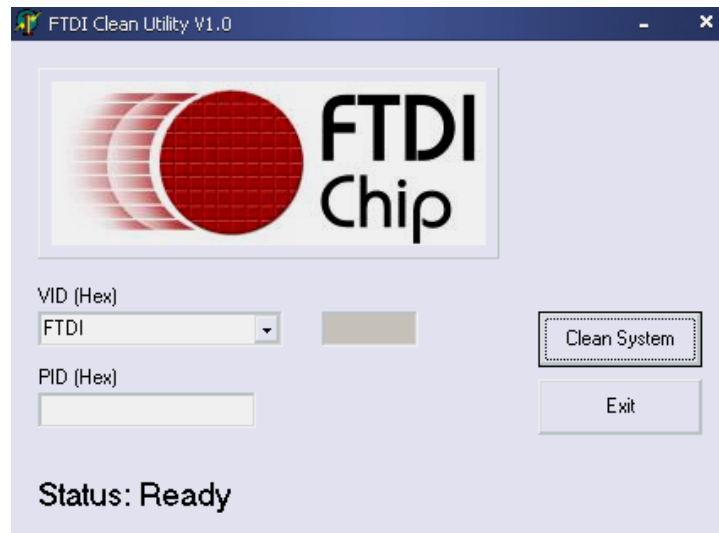 FTDI Clean Utility V1.0
FTDI
Chip
VID (Hex)
FTDI
Clean System
PID (Hex)
Exit
Status: Ready